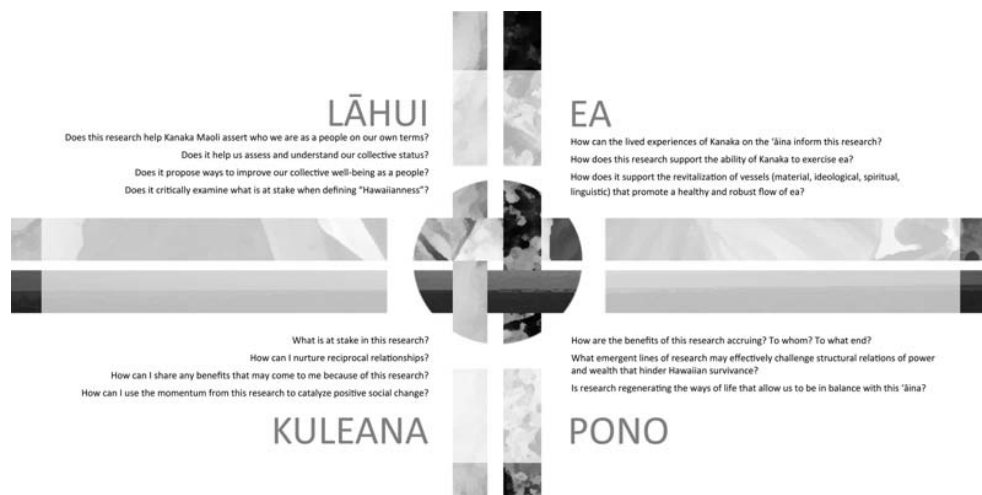 LĀHUI
Does this research help Kanaka Maoli assert who we are as a people on our own terms?
Does it help us assess and understand our collective status?
Does it propose ways to improve our collective well-being as a people?
Does it critically examine what is at stake when defining "Hawaiianness"?
EA
How can the lived experiences of Kanaka on the ʻāina inform this research?
How does this research support the ability of Kanaka to exercise ea?
How does it support the revitalization of vessels (material, ideological, spiritual,
linguistic) that promote a healthy and robust flow of ea?
What is at stake in this research?
How can I nurture reciprocal relationships?
How can I share any benefits that may come to me because of this research?
How can I use the momentum from this research to catalyze positive social change?
KULEANA
How are the benefits of this research accruing? To whom? To what end?
What emergent lines of research may effectively challenge structural relations of power
and wealth that hinder Hawaiian survivance?
Is research regenerating the ways of life that allow us to be in balance with this ʻāina?
PONO